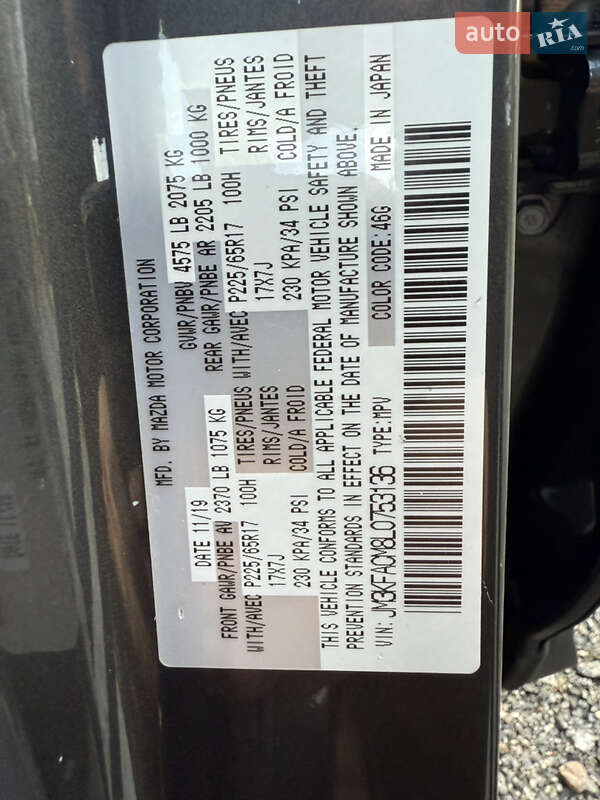 auto RIA.com
MFD. BY MAZDA MOTOR CORPORATION
DATE 11/19 GVWR/PNBV 4575 LB 2075 KG
FRONT GAWR/PNBE AV 2370 LB 1075 KG REAR GAWR/PNBE AR 2205 LB 1000 KG
WITH/AVEC TIRES/PNEUS WITH/AVEC TIRES/PNEUS
P225/65R17 100H RIMS/JANTES P225/65R17 100H RIMS/JANTES
17X7J COLD/A FROID 17X7J COLD/A FROID
230 KPA/34 PSI 230 KPA/34 PSI
THIS VEHICLE CONFORMS TO ALL APPLICABLE FEDERAL MOTOR VEHICLE SAFETY AND THEFT
PREVENTION STANDARDS IN EFFECT ON THE DATE OF MANUFACTURE SHOWN ABOVE.
VIN: JM3KFACM8L0753136 TYPE:MPV COLOR CODE:46G MADE IN JAPAN